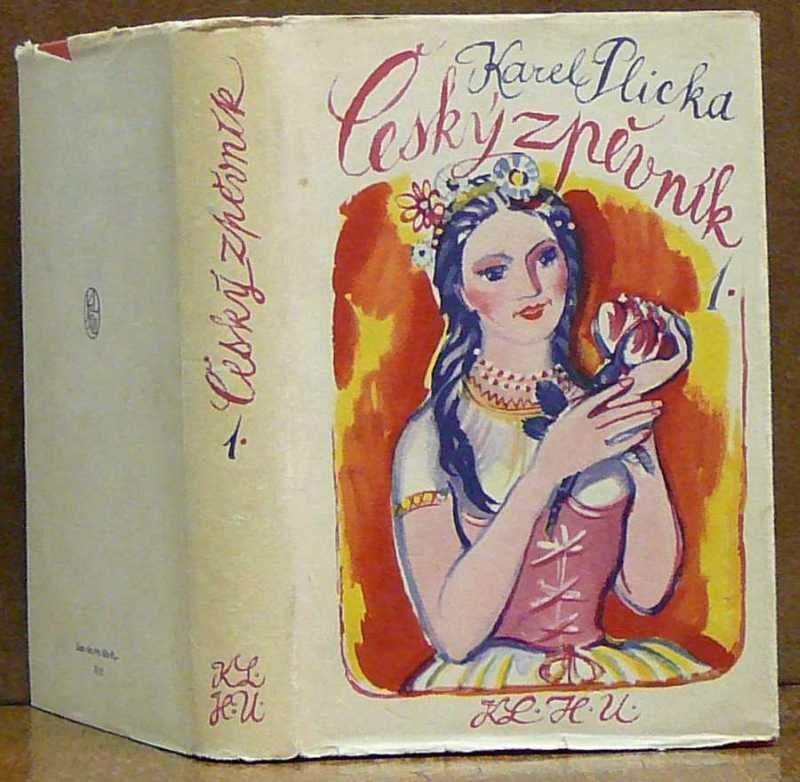 Karel Plicka
Český zpěvník
1.
KL. H. U.
1. Český zpěvník
KL.
H. U.